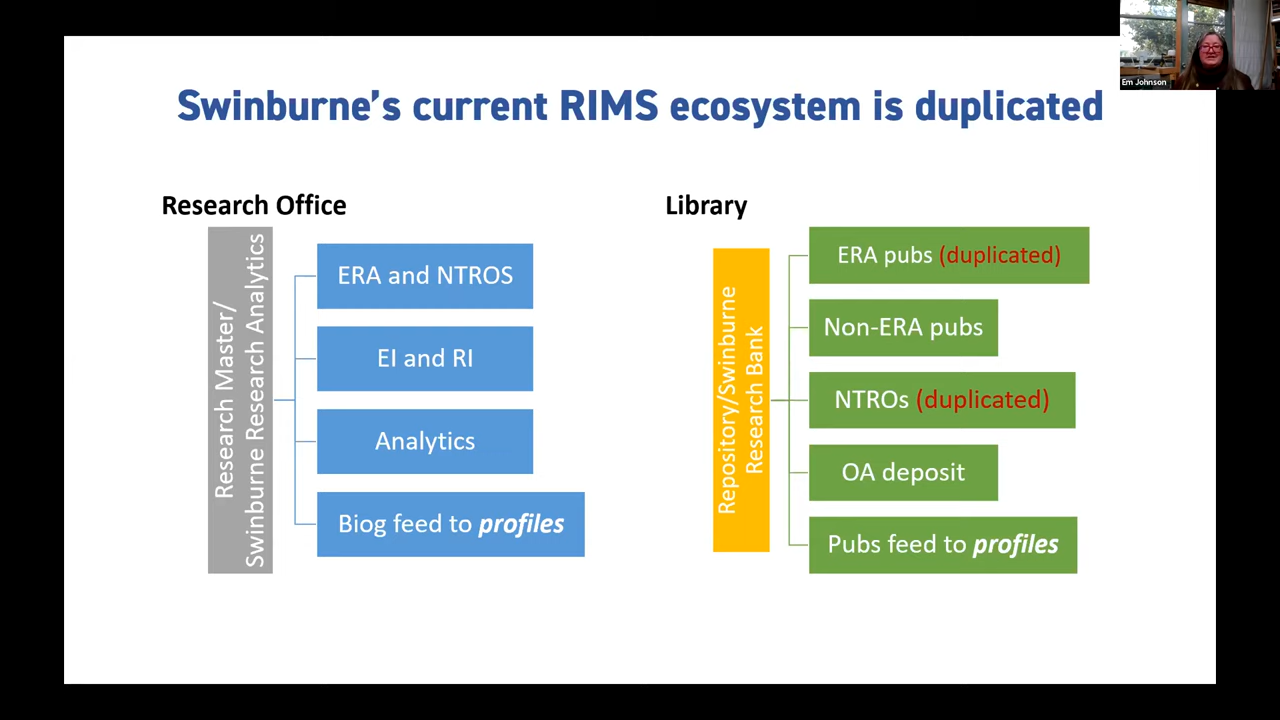 Em Johnson
Swinburne's current RIMS ecosystem is duplicated
Research Office
Research Master/
Swinburne Research Analytics
ERA and NTROS
EI and RI
Analytics
Biog feed to profiles
Library
Repository/Swinburne
Research Bank
ERA pubs (duplicated)
Non-ERA pubs
NTROs (duplicated)
OA deposit
Pubs feed to profiles